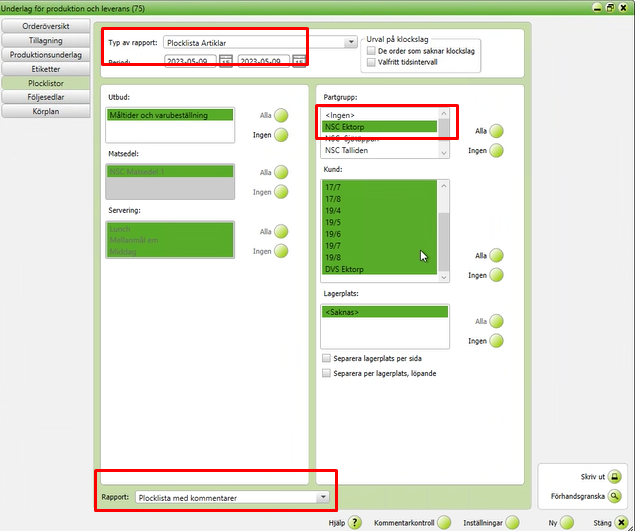 Underlag för produktion och leverans (75)
Orderöversikt
Tillagning
Produktionsunderlag
Etiketter
Plocklistor
Följesedlar
Körplan
Typ av rapport: Plocklista Artiklar
Period: 2023-05-09 15 2023-05-09 15
Urval på klockslag
De order som saknar klockslag
Valfritt tidsintervall
Utbud:
Måltider och varubeställning
Alla
Ingen
Matsedel:
NSC Matsedel 1
Alla
Ingen
Servering:
Lunch
Mellanmål em
Middag
Alla
Ingen
Partgrupp:
<Ingen>
NSC Ektorp
NSC Sjötäppan
NSC Talliden
Alla
Ingen
Kund:
17/7
17/8
19/4
19/5
19/6
19/7
19/8
DVS Ektorp
Alla
Ingen
Lagerplats:
<Saknas>
Alla
Ingen
Separera lagerplats per sida
Separera per lagerplats, löpande
Rapport: Plocklista med kommentarer
Skriv ut
Förhandsgranska
Hjälp ? Kommentarkontroll Inställningar Ny Stäng